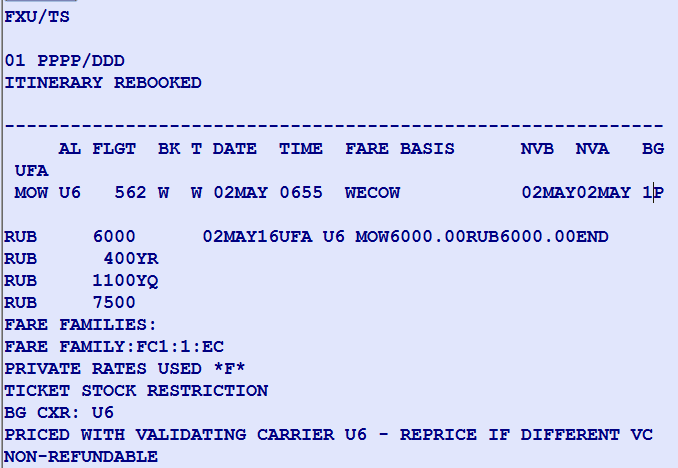 FXU/TS
01 PPPP/DDD
ITINERARY REBOOKED
------------------------------------------------------------
AL FLGT BK T DATE TIME FARE BASIS NVB NVA BG
UFA
MOW U6 562 W W 02MAY 0655 WECOW 02MAY02MAY 1P
RUB 6000 02MAY16UFA U6 MOW6000.00RUB6000.00END
RUB 400YR
RUB 1100YQ
RUB 7500
FARE FAMILIES:
FARE FAMILY:FC1:1:EC
PRIVATE RATES USED *F*
TICKET STOCK RESTRICTION
BG CXR: U6
PRICED WITH VALIDATING CARRIER U6 - REPRICE IF DIFFERENT VC
NON-REFUNDABLE